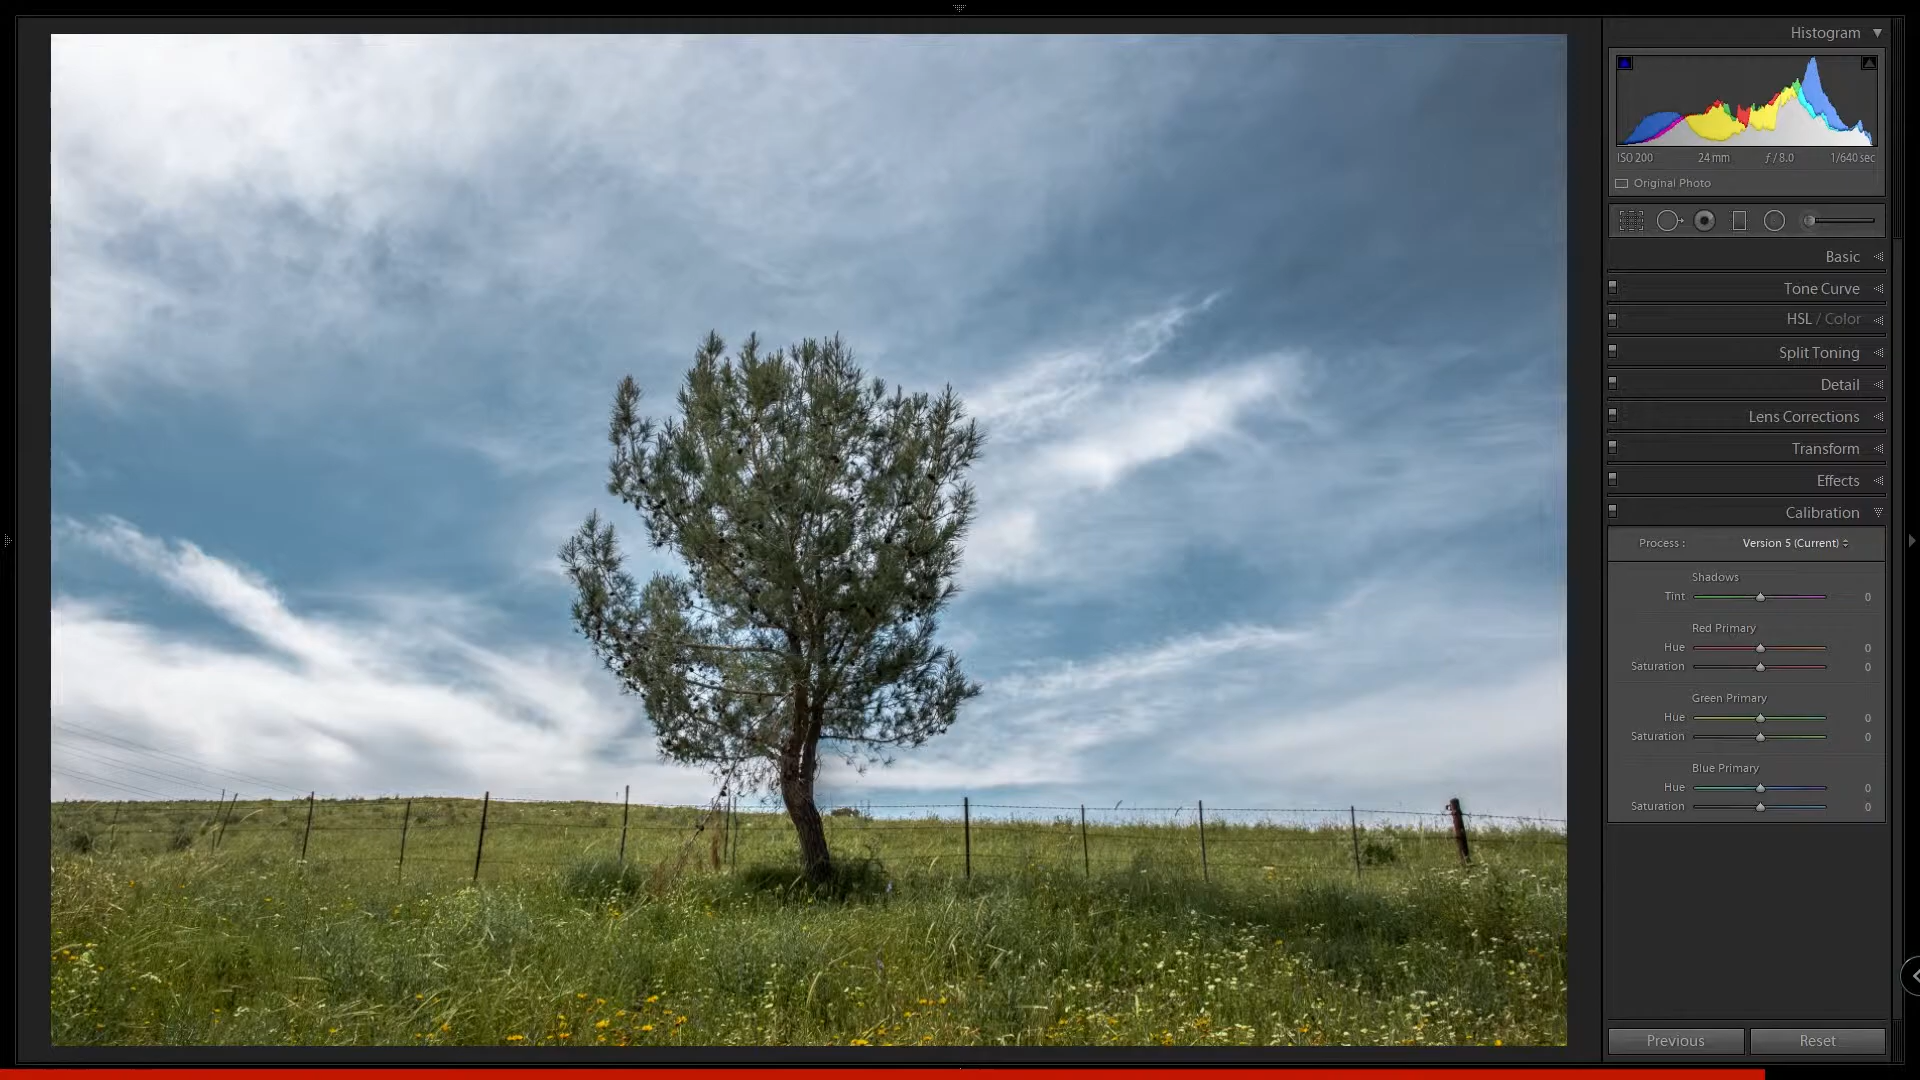 Histogram
ISO 200 24 mm ƒ / 8.0 1/640 sec
Original Photo
Basic
Tone Curve
HSL / Color
Split Toning
Detail
Lens Corrections
Transform
Effects
Calibration
Process : Version 5 (Current)
Shadows
Tint 0
Red Primary
Hue 0
Saturation 0
Green Primary
Hue 0
Saturation 0
Blue Primary
Hue 0
Saturation 0
Previous Reset